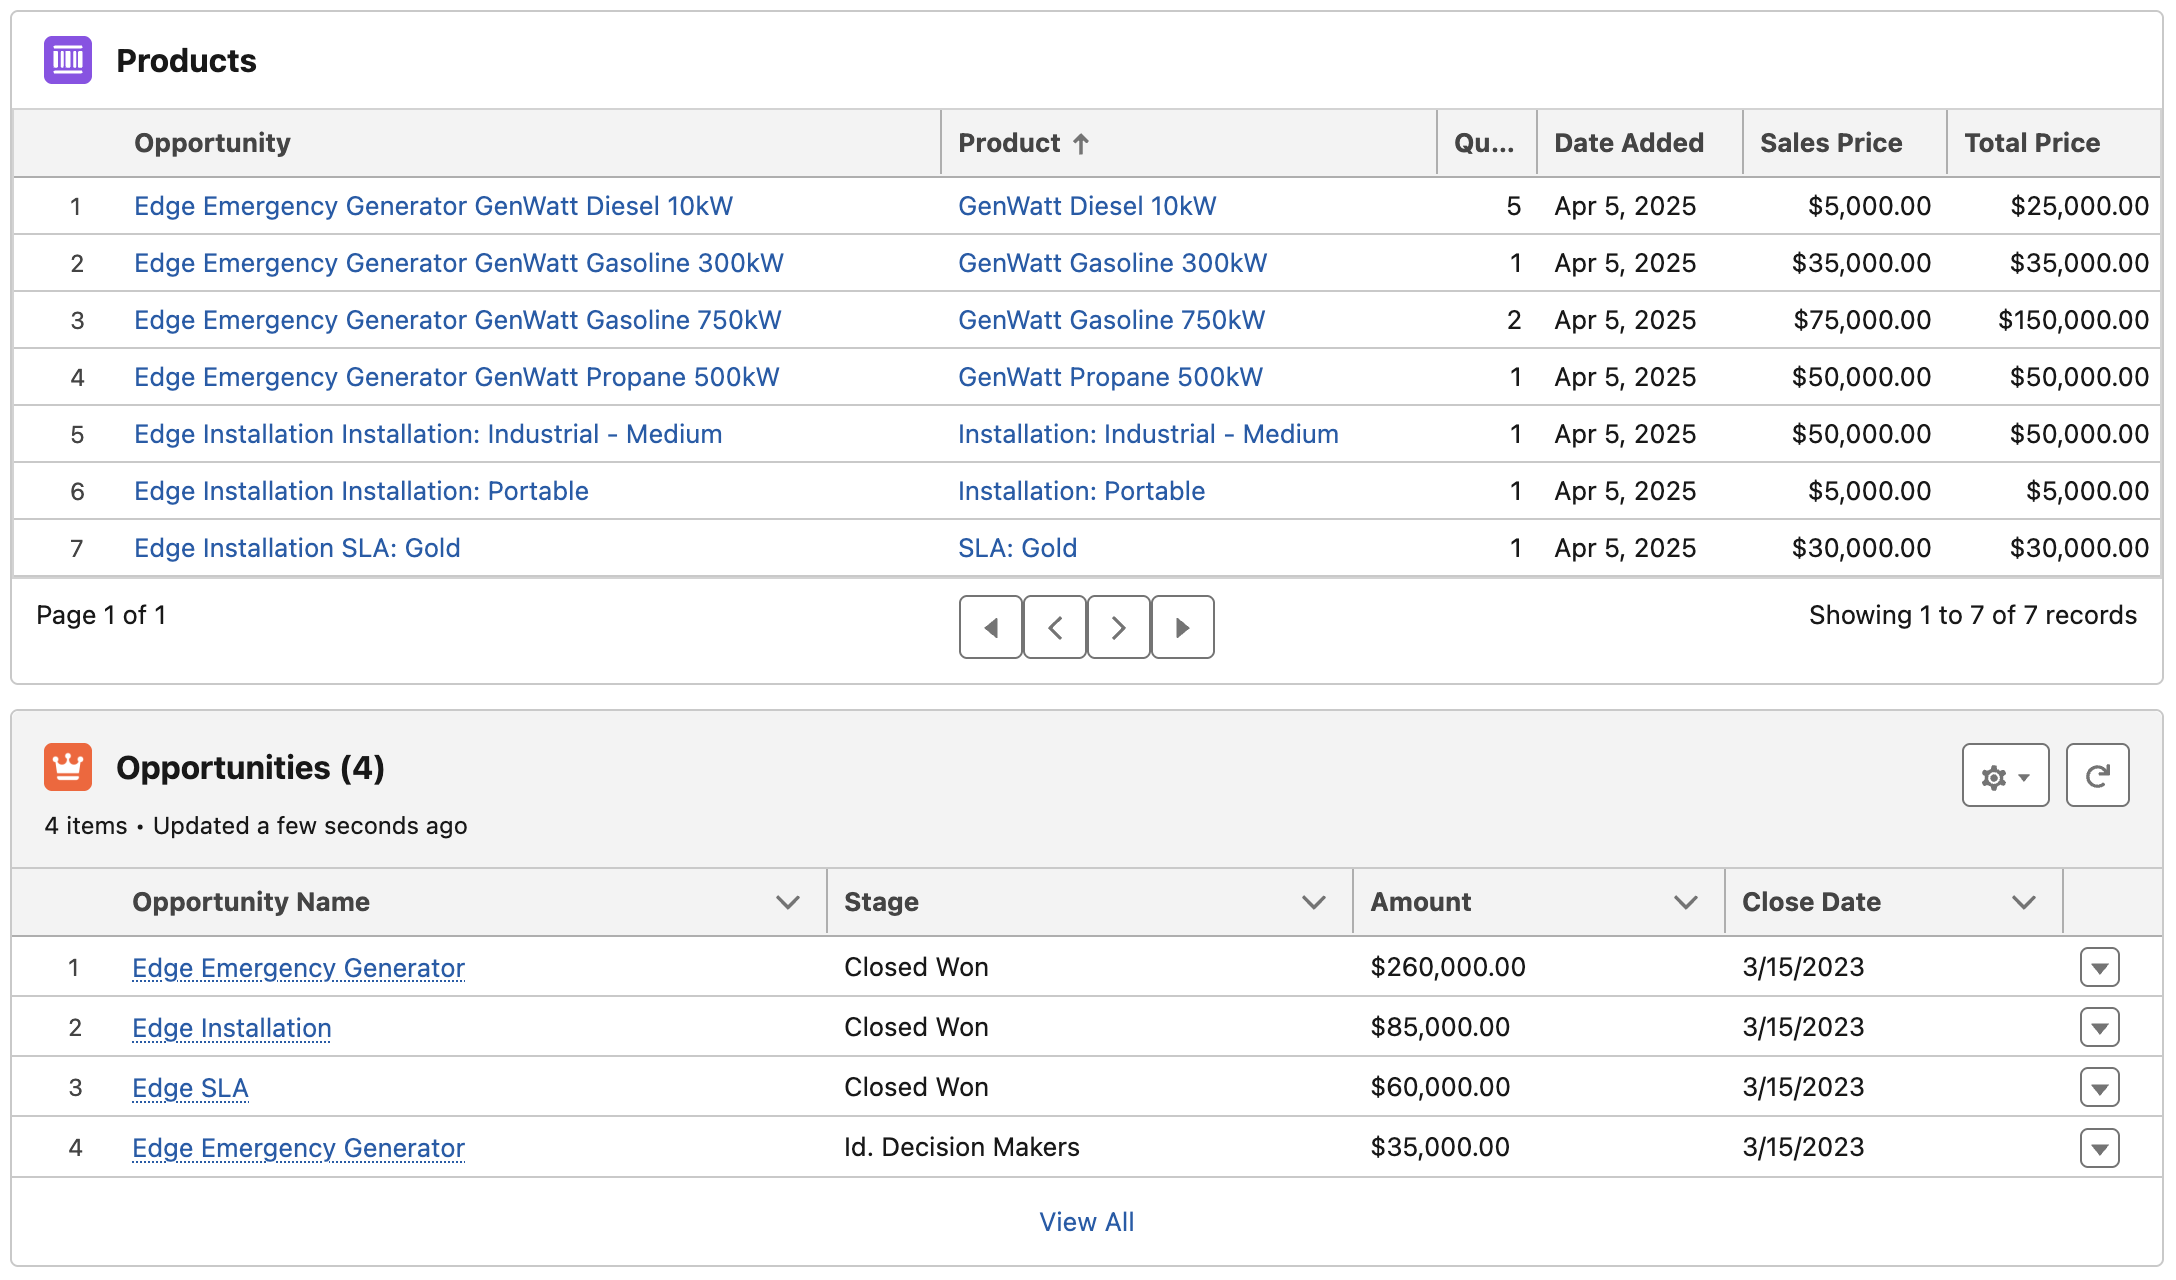 Products
Opportunity Product Qu... Date Added Sales Price Total Price
1 Edge Emergency Generator GenWatt Diesel 10kW GenWatt Diesel 10kW 5 Apr 5, 2025 $5,000.00 $25,000.00
2 Edge Emergency Generator GenWatt Gasoline 300kW GenWatt Gasoline 300kW 1 Apr 5, 2025 $35,000.00 $35,000.00
3 Edge Emergency Generator GenWatt Gasoline 750kW GenWatt Gasoline 750kW 2 Apr 5, 2025 $75,000.00 $150,000.00
4 Edge Emergency Generator GenWatt Propane 500kW GenWatt Propane 500kW 1 Apr 5, 2025 $50,000.00 $50,000.00
5 Edge Installation Installation: Industrial - Medium Installation: Industrial - Medium 1 Apr 5, 2025 $50,000.00 $50,000.00
6 Edge Installation Installation: Portable Installation: Portable 1 Apr 5, 2025 $5,000.00 $5,000.00
7 Edge Installation SLA: Gold SLA: Gold 1 Apr 5, 2025 $30,000.00 $30,000.00
Page 1 of 1 Showing 1 to 7 of 7 records
Opportunities (4)
4 items • Updated a few seconds ago
Opportunity Name Stage Amount Close Date
1 Edge Emergency Generator Closed Won $260,000.00 3/15/2023
2 Edge Installation Closed Won $85,000.00 3/15/2023
3 Edge SLA Closed Won $60,000.00 3/15/2023
4 Edge Emergency Generator Id. Decision Makers $35,000.00 3/15/2023
View All